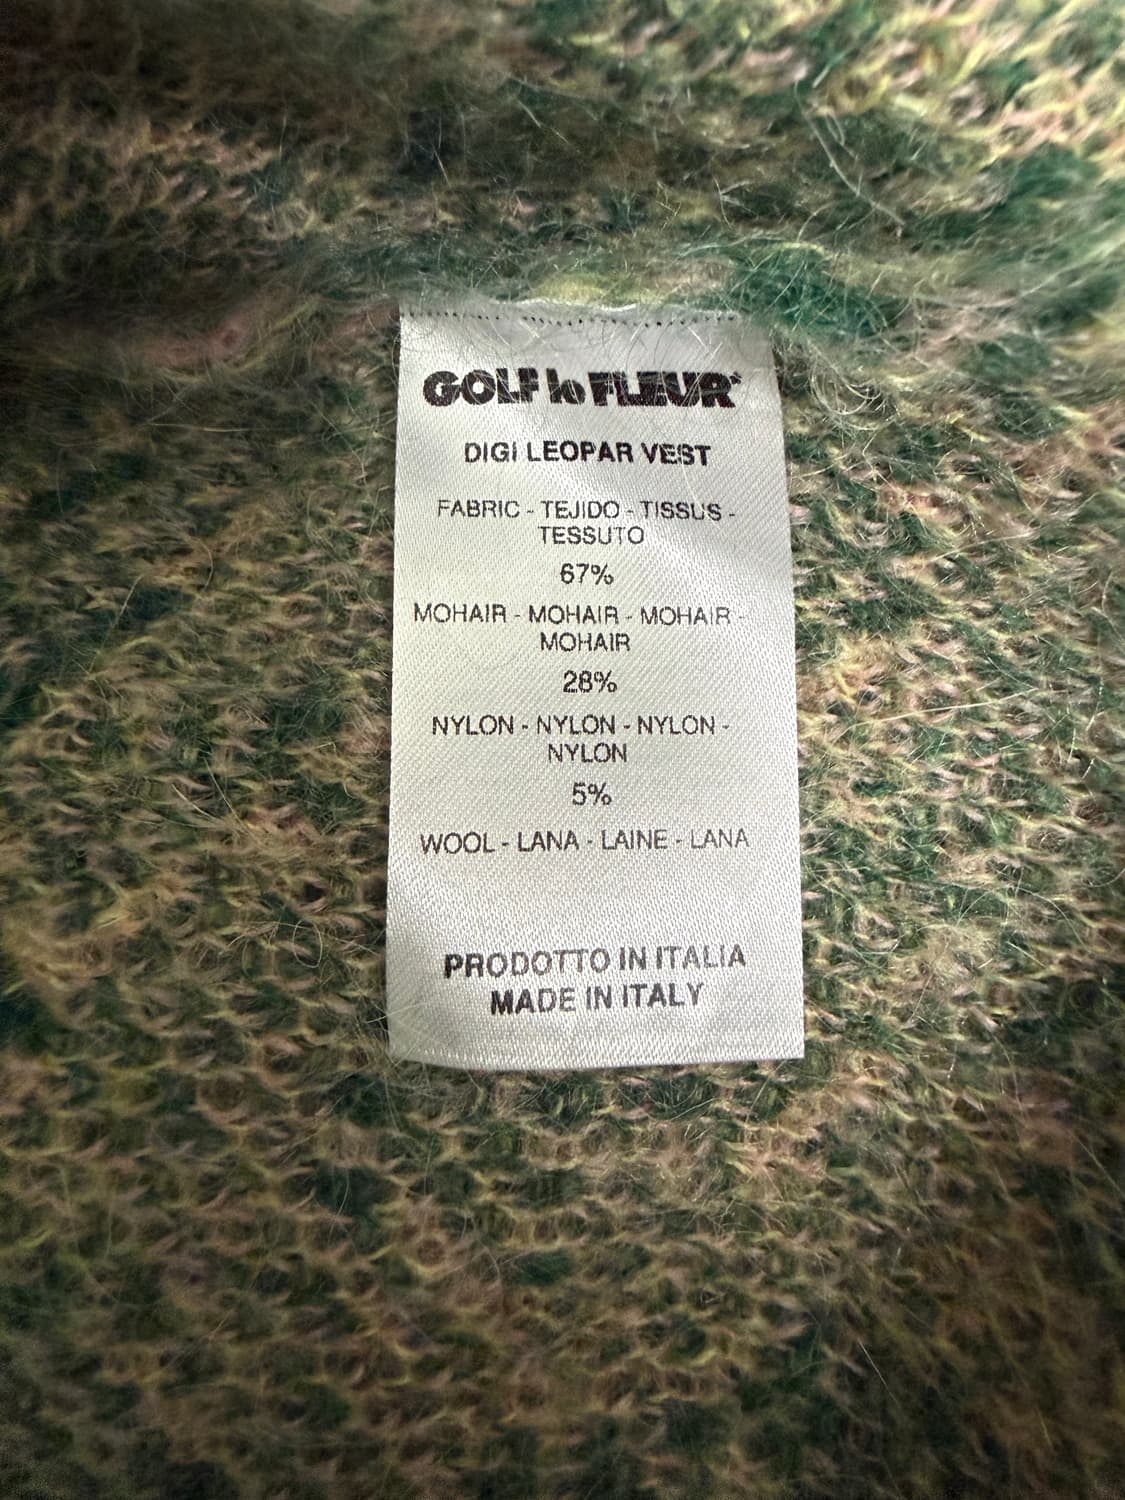 GOLF le FLEUR*
DIGI LEOPAR VEST
FABRIC - TEJIDO - TISSUS -
TESSUTO
67%
MOHAIR - MOHAIR - MOHAIR -
MOHAIR
28%
NYLON - NYLON - NYLON -
NYLON
5%
WOOL - LANA - LAINE - LANA
PRODOTTO IN ITALIA
MADE IN ITALY